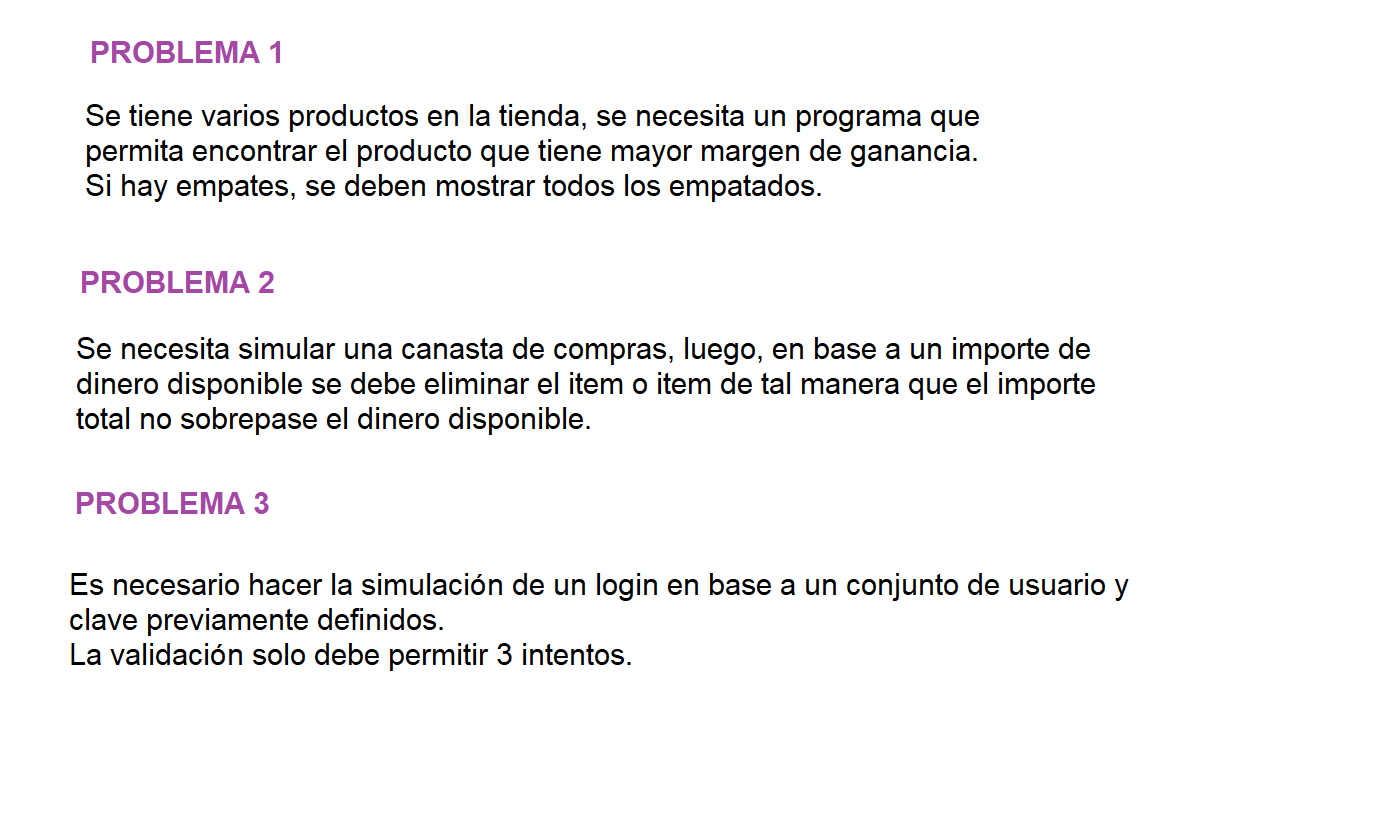 PROBLEMA 1
Se tiene varios productos en la tienda, se necesita un programa que
permita encontrar el producto que tiene mayor margen de ganancia.
Si hay empates, se deben mostrar todos los empatados.
PROBLEMA 2
Se necesita simular una canasta de compras, luego, en base a un importe de
dinero disponible se debe eliminar el item o item de tal manera que el importe
total no sobrepase el dinero disponible.
PROBLEMA 3
Es necesario hacer la simulación de un login en base a un conjunto de usuario y
clave previamente definidos.
La validación solo debe permitir 3 intentos.